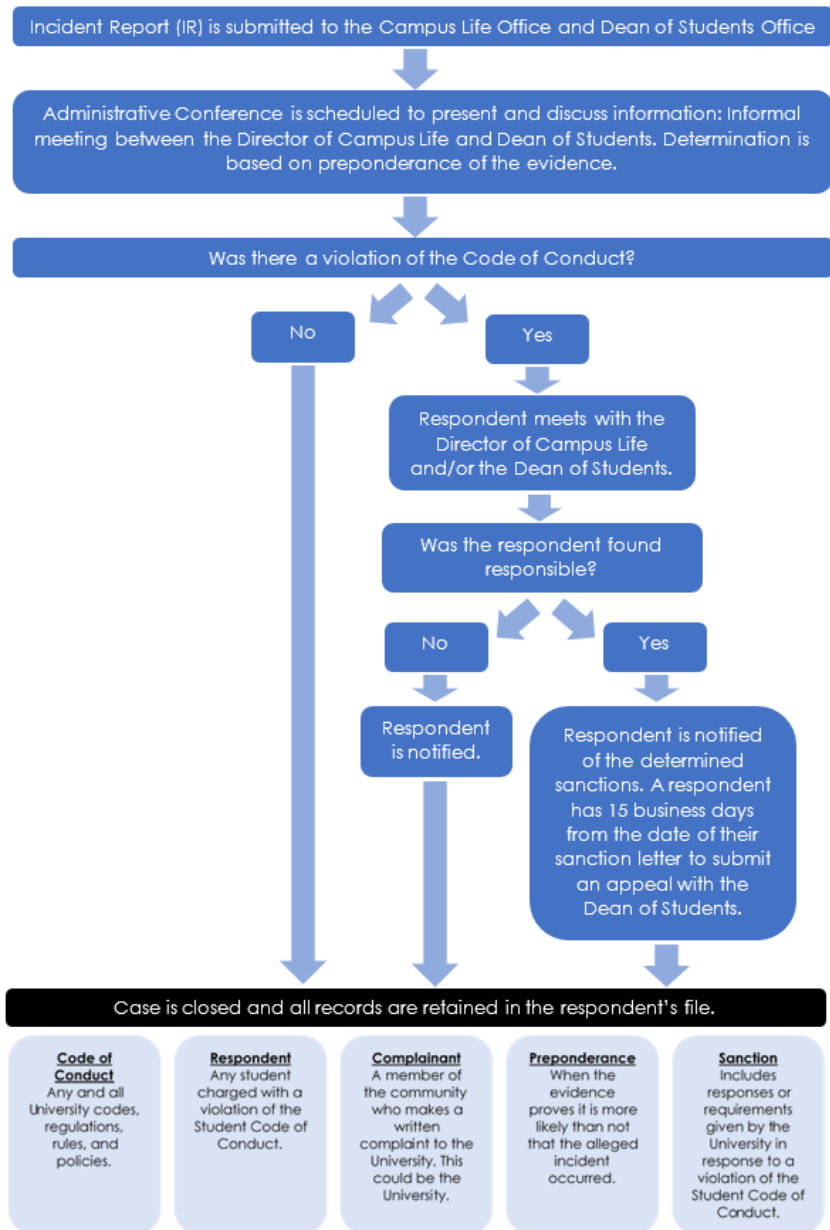 Incident Report (IR) is submitted to the Campus Life Office and Dean of Students Office
Administrative Conference is scheduled to present and discuss information: Informal
meeting between the Director of Campus Life and Dean of Students. Determination is
based on preponderance of the evidence.
Was there a violation of the Code of Conduct?
No
Yes
Respondent meets with the
Director of Campus Life
and/or the Dean of Students.
Was the respondent found
responsible?
No
Yes
Respondent
is notified.
Respondent is notified
of the determined
sanctions. A respondent
has 15 business days
from the date of their
sanction letter to submit
an appeal with the
Dean of Students.
Case is closed and all records are retained in the respondent's file.
Code of
Conduct
Any and all
University codes,
regulations,
rules, and
policies.
Respondent
Any student
charged with a
violation of the
Student Code of
Conduct.
Complainant
A member of
the community
who makes a
written
complaint to the
University. This
could be the
University.
Preponderance
When the
evidence
proves it is more
likely than not
that the alleged
incident
occurred.
Sanction
Includes
responses or
requirements
given by the
University in
response to a
violation of the
Student Code of
Conduct.